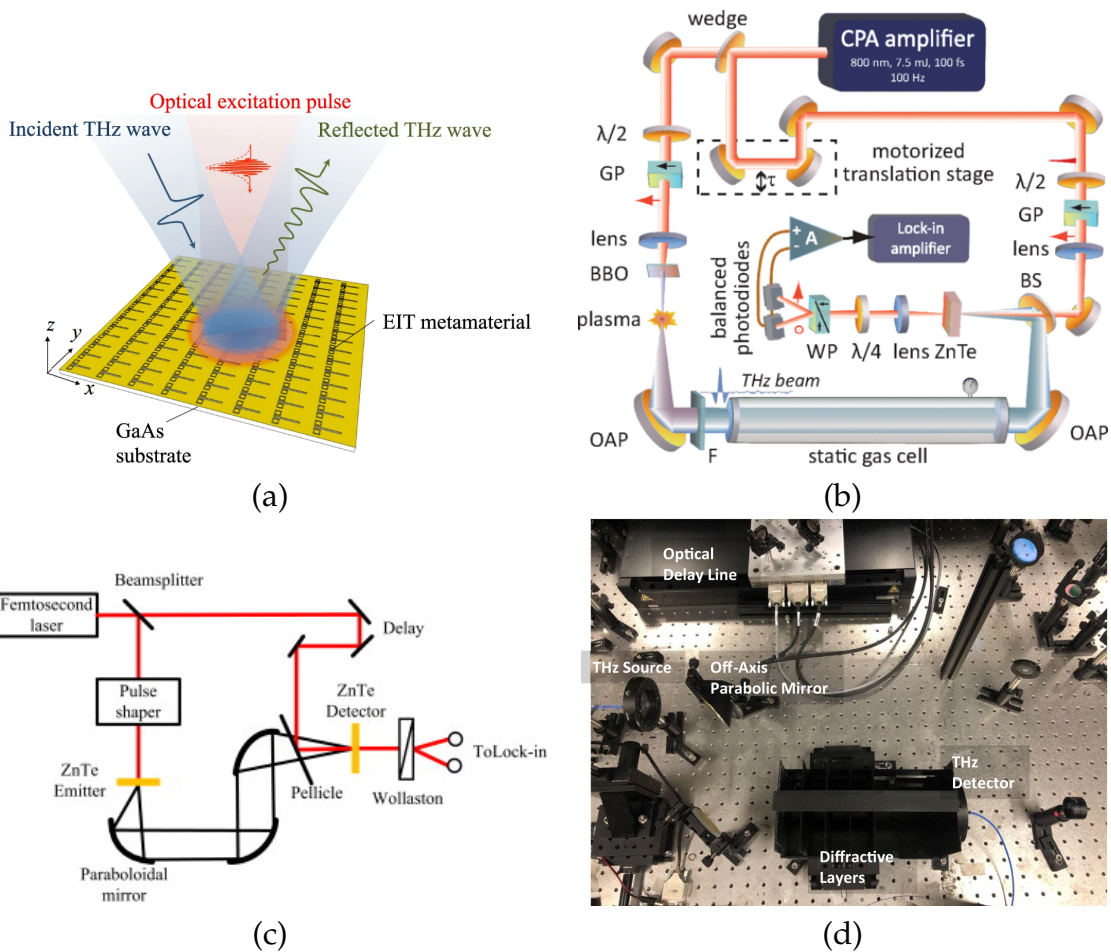 Optical excitation pulse
Incident THz wave
Reflected THz wave
EIT metamaterial
z
y
x
GaAs
substrate
(a)
wedge
CPA amplifier
800 nm, 7.5 mJ, 100 fs
100 Hz
λ/2
GP
τ
motorized
translation stage
λ/2
GP
lens
BBO
plasma
balanced
photodiodes
+
-
A
Lock-in
amplifier
lens
BS
WP
λ/4
lens
ZnTe
THz beam
OAP
F
static gas cell
OAP
(b)
Femtosecond
laser
Beamsplitter
Delay
Pulse
shaper
ZnTe
Detector
ToLock-in
ZnTe
Emitter
Pellicle
Wollaston
Paraboloidal
mirror
(c)
Optical
Delay Line
THz Source
Off-Axis
Parabolic Mirror
THz
Detector
Diffractive
Layers
(d)